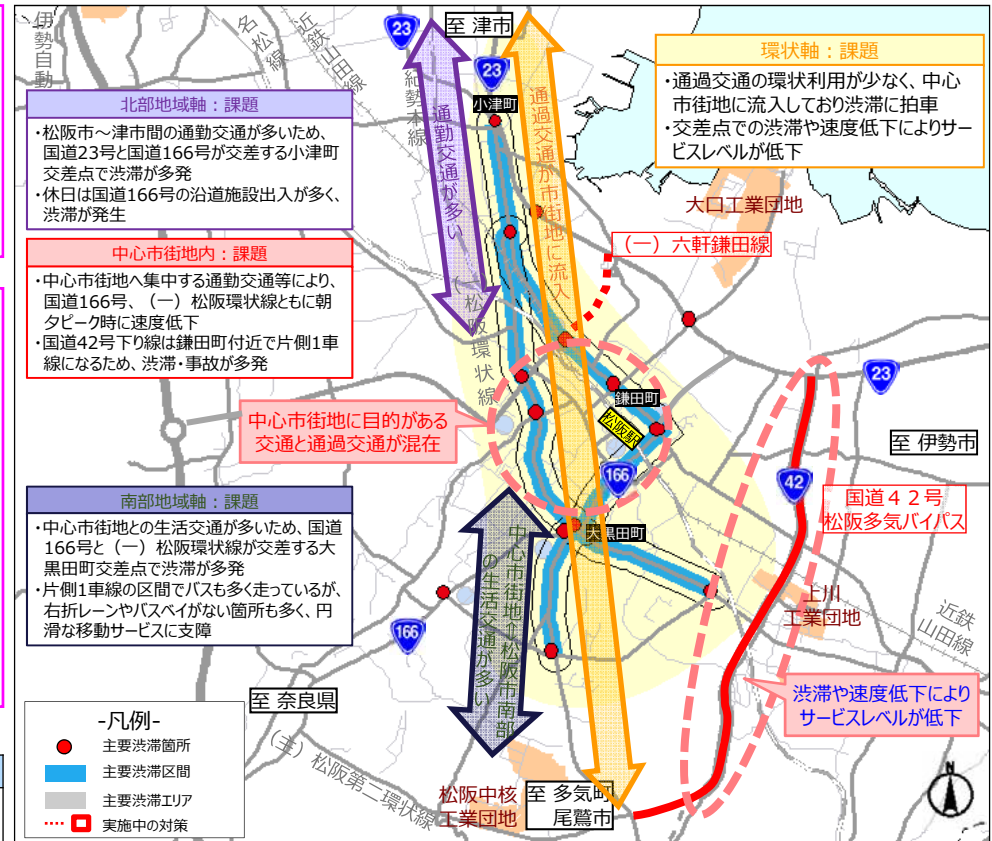 伊勢自動
名松線
近鉄
山田線
23
至 津市
紀勢本線
23
小津町
環状軸：課題
・通過交通の環状利用が少なく、中心
市街地に流入しており渋滞に拍車
・交差点での渋滞や速度低下によりサー
ビスレベルが低下
北部地域軸：課題
・松阪市～津市間の通勤交通が多いため、
国道23号と国道166号が交差する小津町
交差点で渋滞が多発
・休日は国道166号の沿道施設出入が多く、
渋滞が発生
通勤交通が多い
通過交通が市街地に流入
大口工業団地
（一）六軒鎌田線
中心市街地内：課題
・中心市街地へ集中する通勤交通等により、
国道166号、（一）松阪環状線ともに朝
夕ピーク時に速度低下
・国道42号下り線は鎌田町付近で片側1車
線になるため、渋滞・事故が多発
（一）松阪環状線
23
鎌田町
松阪駅
中心市街地に目的がある
交通と通過交通が混在
至 伊勢市
166
42
国道４２号
松阪多気バイパス
南部地域軸：課題
・中心市街地との生活交通が多いため、国道
166号と（一）松阪環状線が交差する大
黒田町交差点で渋滞が多発
・片側1車線の区間でバスも多く走っているが、
右折レーンやバスベイがない箇所も多く、円
滑な移動サービスに支障
大黒田町
中心市街地へ松阪市南部
の生活交通が多い
上川
工業団地
近鉄
山田線
166
至 奈良県
渋滞や速度低下により
サービスレベルが低下
-凡例-
主要渋滞箇所
主要渋滞区間
主要渋滞エリア
実施中の対策
（主）松阪第二環状線
松阪中核
工業団地
至 多気町
尾鷲市
N